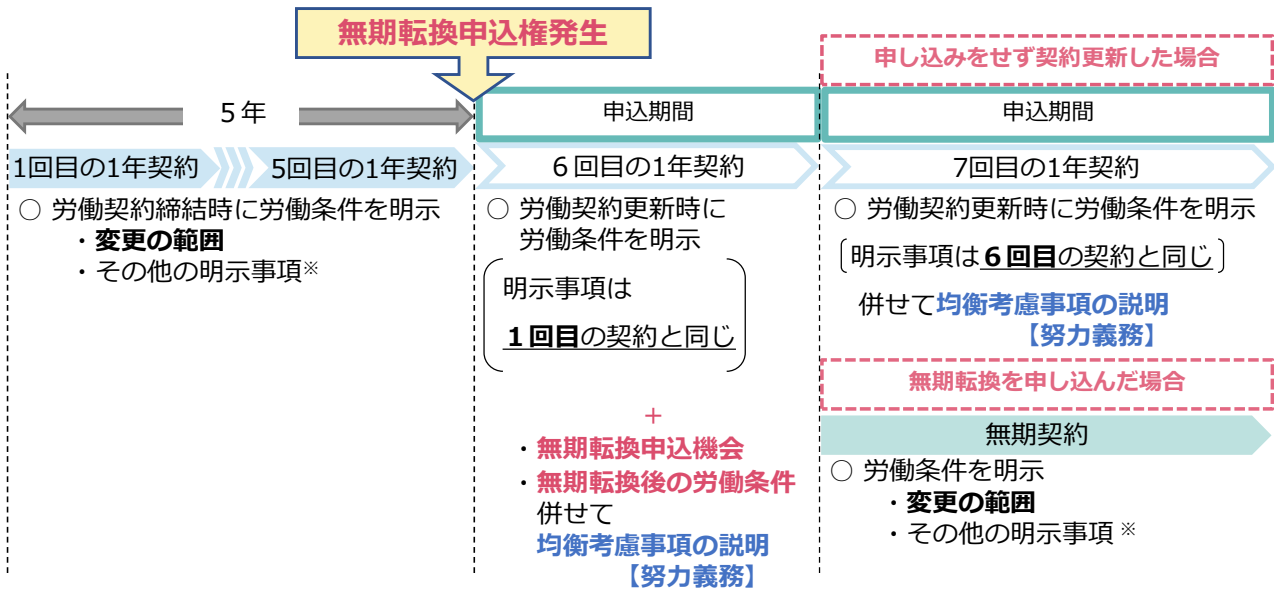 無期転換申込権発生
申し込みをせず契約更新した場合
5年
申込期間
申込期間
1回目の1年契約
5回目の1年契約
6回目の1年契約
7回目の1年契約
○ 労働契約締結時に労働条件を明示
・変更の範囲
・その他の明示事項※
○ 労働契約更新時に
労働条件を明示
明示事項は
1回目の契約と同じ
+
・無期転換申込機会
・無期転換後の労働条件
併せて
均衡考慮事項の説明
【努力義務】
○ 労働契約更新時に労働条件を明示
明示事項は6回目の契約と同じ
併せて均衡考慮事項の説明
【努力義務】
無期転換を申し込んだ場合
無期契約
○ 労働条件を明示
・変更の範囲
・その他の明示事項※